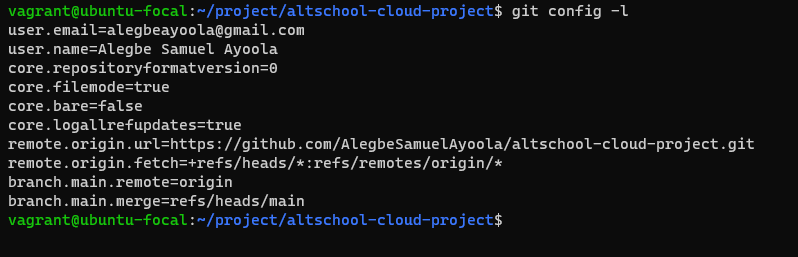 vagrant@ubuntu-focal:~/project/altschool-cloud-project$ git config -l
user.email=alegbeayoola@gmail.com
user.name=Alegbe Samuel Ayoola
core.repositoryformatversion=0
core.filemode=true
core.bare=false
core.logallrefupdates=true
remote.origin.url=https://github.com/AlegbeSamuelAyoola/altschool-cloud-project.git
remote.origin.fetch=+refs/heads/*:refs/remotes/origin/*
branch.main.remote=origin
branch.main.merge=refs/heads/main
vagrant@ubuntu-focal:~/project/altschool-cloud-project$